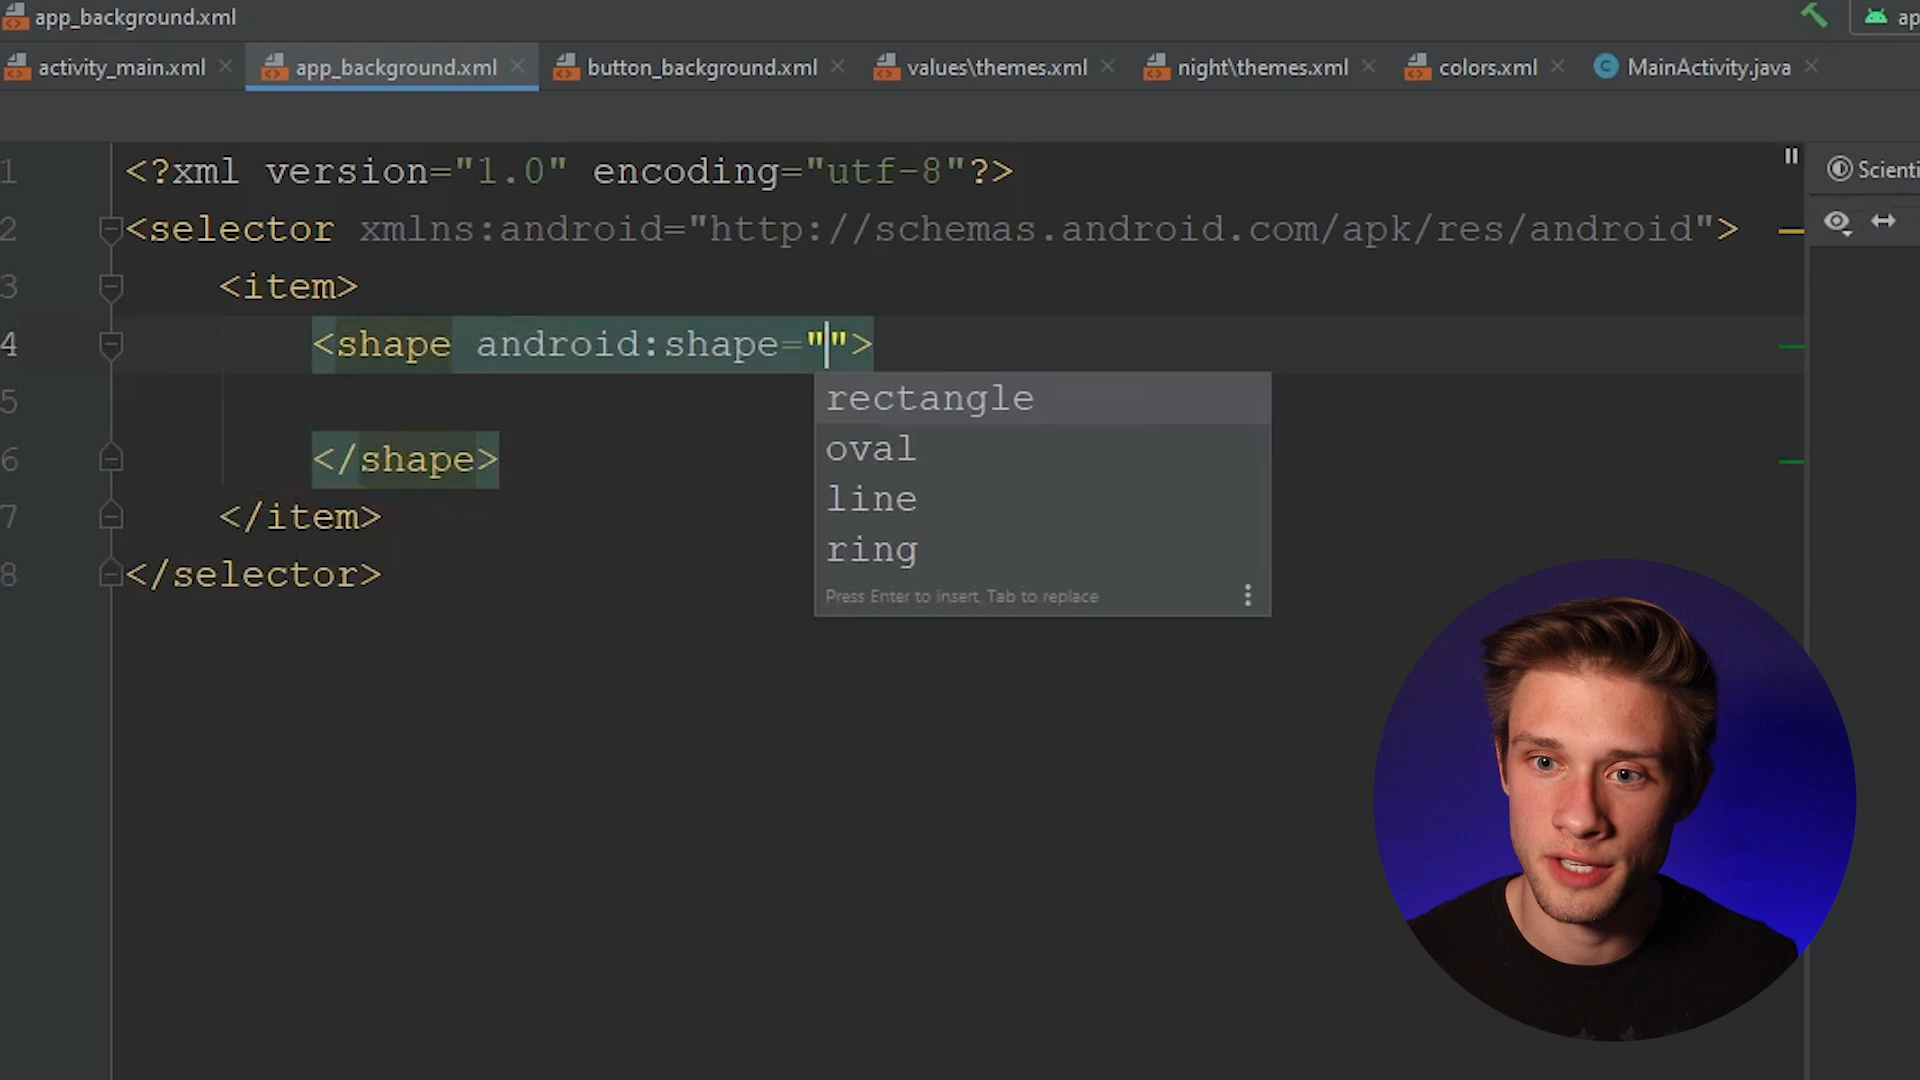 app_background.xml
ap
activity_main.xml app_background.xml button_background.xml values\themes.xml night\themes.xml colors.xml C MainActivity.java
1 <?xml version="1.0" encoding="utf-8"?>
Scienti
2 <selector xmlns:android="http://schemas.android.com/apk/res/android">
3 <item>
4 <shape android:shape="">
5
rectangle
oval
line
ring
Press Enter to insert, Tab to replace
6 </shape>
7 </item>
8 </selector>